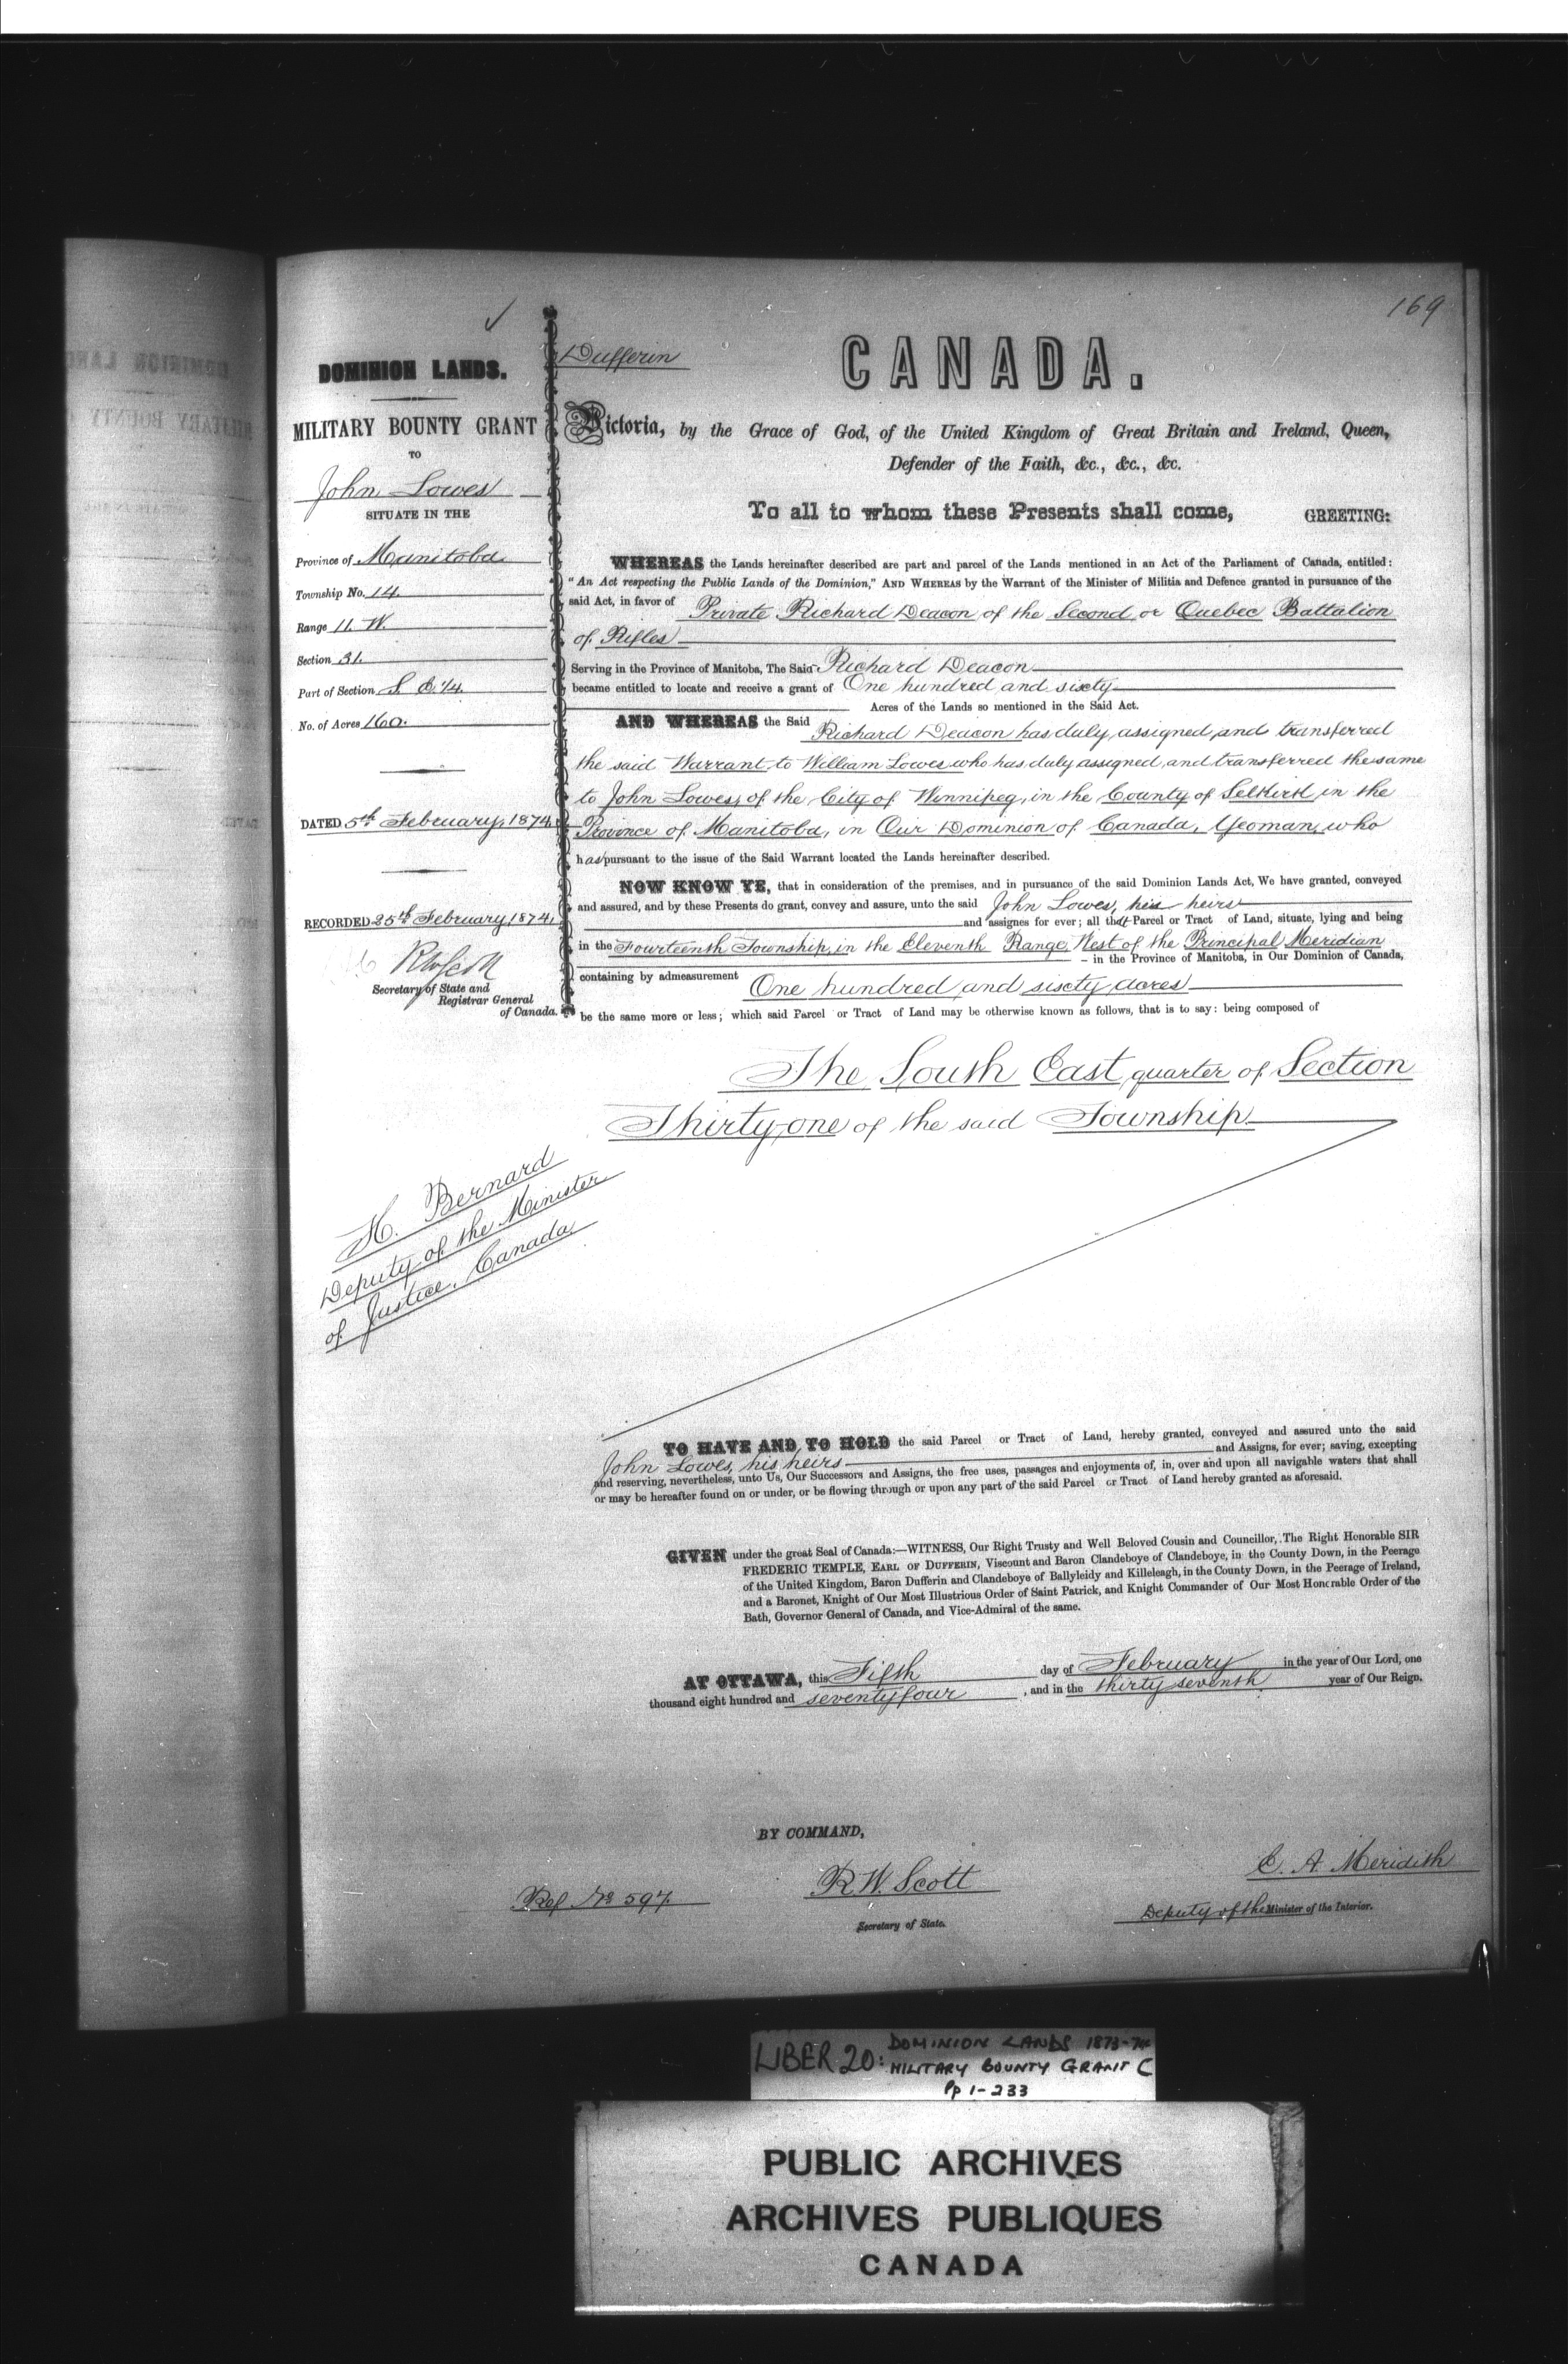 169
DOMINION LANDS.
MILITARY BOUNTY GRANT
TO
John Lowes
SITUATE IN THE
Province of Manitoba
Township No. 14.
Range 11. W.
Section 31.
Part of Section S. E. 1/4.
No. of Acres 160.
DATED 5th February, 1874.
RECORDED 25th February, 1874.
RWScott
Secretary of State and
Registrar General
of Canada.
Dufferin
CANADA.
Victoria, by the Grace of God, of the United Kingdom of Great Britain and Ireland, Queen,
Defender of the Faith, &c., &c., &c.
To all to whom these Presents shall come, GREETING:
WHEREAS the Lands hereinafter described are part and parcel of the Lands mentioned in an Act of the Parliament of Canada, entitled:
"An Act respecting the Public Lands of the Dominion," AND WHEREAS by the Warrant of the Minister of Militia and Defence granted in pursuance of the
said Act, in favor of Private Richard Deacon of the Second or Quebec Battalion
of Rifles
Serving in the Province of Manitoba, The Said Richard Deacon
became entitled to locate and receive a grant of One hundred and sixty
Acres of the Lands so mentioned in the Said Act.
AND WHEREAS the Said Richard Deacon has duly assigned and transferred
the said Warrant to William Lowes who has duly assigned and transferred the same
to John Lowes, of the City of Winnipeg, in the County of Selkirk in the
Province of Manitoba, in Our Dominion of Canada, Yeoman, who
has pursuant to the issue of the Said Warrant located the Lands hereinafter described.
NOW KNOW YE, that in consideration of the premises, and in pursuance of the said Dominion Lands Act, We have granted, conveyed
and assured, and by these Presents do grant, convey and assure, unto the said John Lowes, his heirs
and assignes for ever; all that Parcel or Tract of Land, situate, lying and being
in the Fourteenth Township, in the Eleventh Range West of the Principal Meridian
in the Province of Manitoba, in Our Dominion of Canada,
containing by admeasurement One hundred and sixty acres
be the same more or less; which said Parcel or Tract of Land may be otherwise known as follows, that is to say: being composed of
The South East quarter of Section
Thirty-one of the said Township
H. Bernard
Deputy of the Minister
of Justice, Canada
TO HAVE AND TO HOLD the said Parcel or Tract of Land, hereby granted, conveyed and assured unto the said
John Lowes, his heirs and Assigns, for ever; saving, excepting
and reserving, nevertheless, unto Us, Our Successors and Assigns, the free uses, passages and enjoyments of, in, over and upon all navigable waters that shall
or may be hereafter found on or under, or be flowing through or upon any part of the said Parcel or Tract of Land hereby granted as aforesaid.
GIVEN under the great Seal of Canada:—WITNESS, Our Right Trusty and Well Beloved Cousin and Councillor, The Right Honorable SIR
FREDERIC TEMPLE, EARL OF DUFFERIN, Viscount and Baron Clandeboye of Clandeboye, in the County Down, in the Peerage
of the United Kingdom, Baron Dufferin and Clandeboye of Ballyleidy and Killeleagh, in the County Down, in the Peerage of Ireland,
and a Baronet, Knight of Our Most Illustrious Order of Saint Patrick, and Knight Commander of Our Most Honorable Order of the
Bath, Governor General of Canada, and Vice-Admiral of the same.
AT OTTAWA, this Fifth day of February in the year of Our Lord, one
thousand eight hundred and seventy four, and in the thirty seventh year of Our Reign.
BY COMMAND,
Ref No 597.
R.W. Scott
Secretary of State.
E. A. Meredith
Deputy of the Minister of the Interior.
LIBER 20: DOMINION LANDS 1873-74
MILITARY BOUNTY GRANT C
Pp 1-233
PUBLIC ARCHIVES
ARCHIVES PUBLIQUES
CANADA